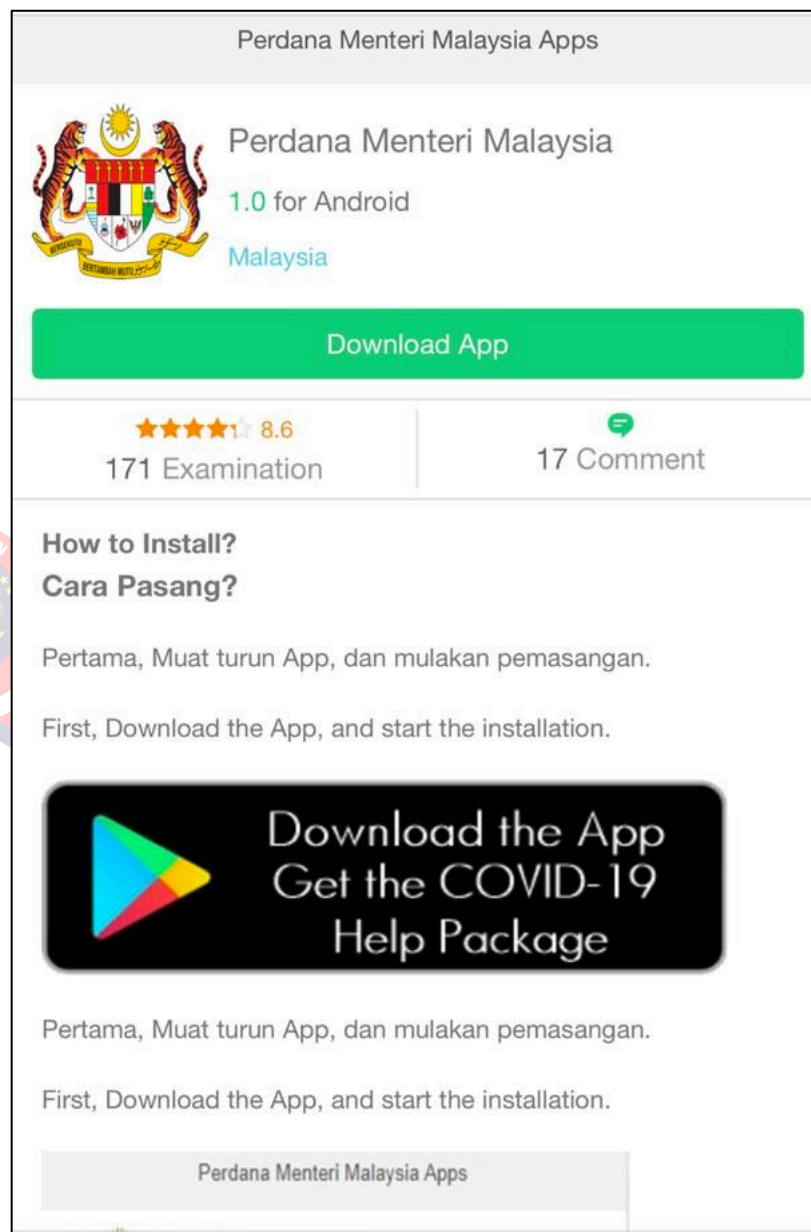 Perdana Menteri Malaysia Apps
Perdana Menteri Malaysia
1.0 for Android
Malaysia
BERSEKUTU
BERTAMBAH MUTU
Download App
8.6
171 Examination
17 Comment
How to Install?
Cara Pasang?
Pertama, Muat turun App, dan mulakan pemasangan.
First, Download the App, and start the installation.
Download the App
Get the COVID-19
Help Package
Pertama, Muat turun App, dan mulakan pemasangan.
First, Download the App, and start the installation.
Perdana Menteri Malaysia Apps